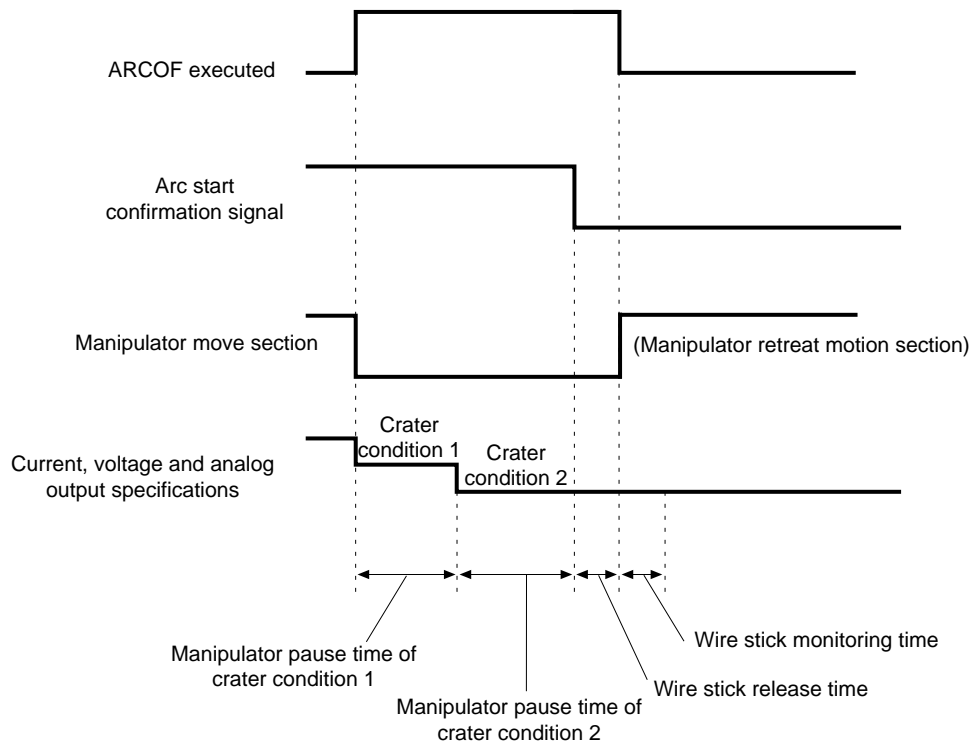 ARCOF executed
Arc start
confirmation signal
Manipulator move section
(Manipulator retreat motion section)
Crater
condition 1
Crater
condition 2
Current, voltage and analog
output specifications
Wire stick monitoring time
Manipulator pause time of
crater condition 1
Wire stick release time
Manipulator pause time of
crater condition 2